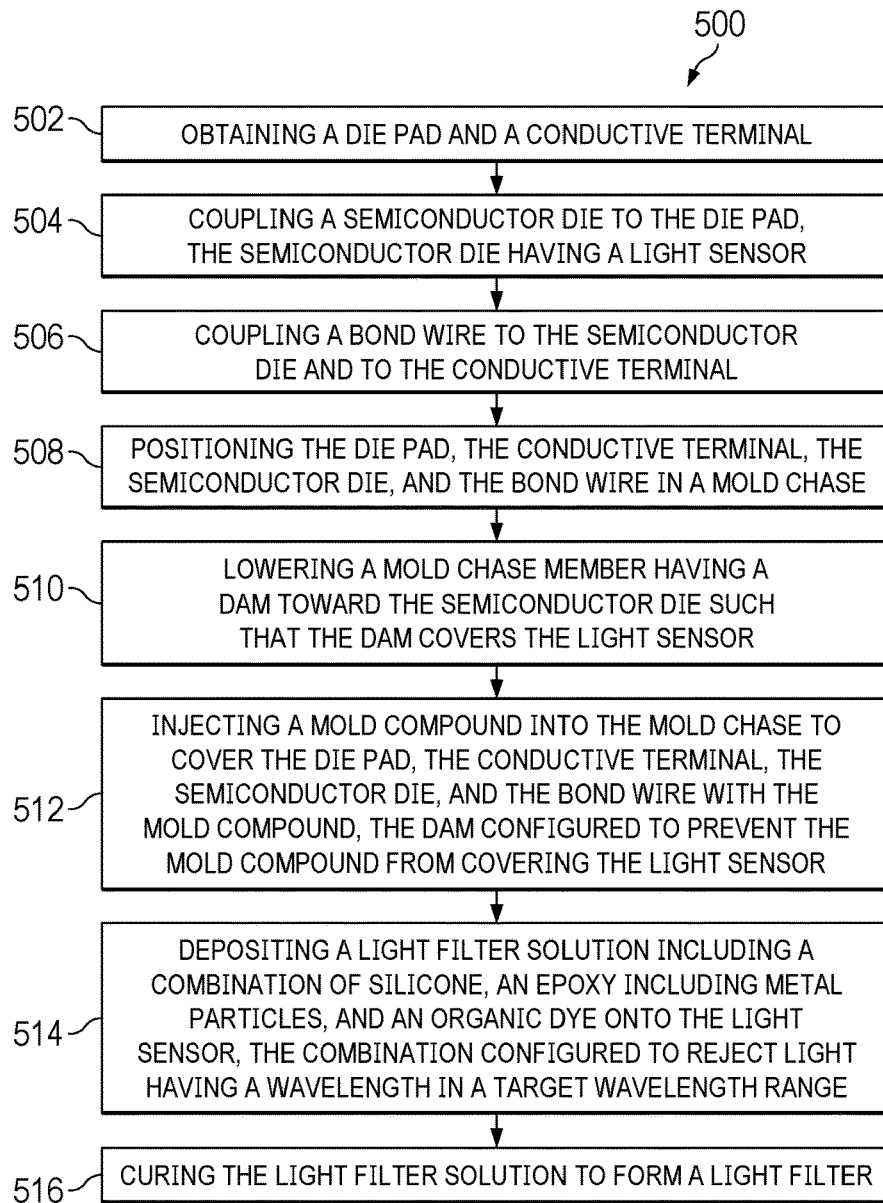 500
502
OBTAINING A DIE PAD AND A CONDUCTIVE TERMINAL
504
COUPLING A SEMICONDUCTOR DIE TO THE DIE PAD,
THE SEMICONDUCTOR DIE HAVING A LIGHT SENSOR
506
COUPLING A BOND WIRE TO THE SEMICONDUCTOR
DIE AND TO THE CONDUCTIVE TERMINAL
508
POSITIONING THE DIE PAD, THE CONDUCTIVE TERMINAL, THE
SEMICONDUCTOR DIE, AND THE BOND WIRE IN A MOLD CHASE
510
LOWERING A MOLD CHASE MEMBER HAVING A
DAM TOWARD THE SEMICONDUCTOR DIE SUCH
THAT THE DAM COVERS THE LIGHT SENSOR
512
INJECTING A MOLD COMPOUND INTO THE MOLD CHASE TO
COVER THE DIE PAD, THE CONDUCTIVE TERMINAL, THE
SEMICONDUCTOR DIE, AND THE BOND WIRE WITH THE
MOLD COMPOUND, THE DAM CONFIGURED TO PREVENT THE
MOLD COMPOUND FROM COVERING THE LIGHT SENSOR
514
DEPOSITING A LIGHT FILTER SOLUTION INCLUDING A
COMBINATION OF SILICONE, AN EPOXY INCLUDING METAL
PARTICLES, AND AN ORGANIC DYE ONTO THE LIGHT
SENSOR, THE COMBINATION CONFIGURED TO REJECT LIGHT
HAVING A WAVELENGTH IN A TARGET WAVELENGTH RANGE
516
CURING THE LIGHT FILTER SOLUTION TO FORM A LIGHT FILTER